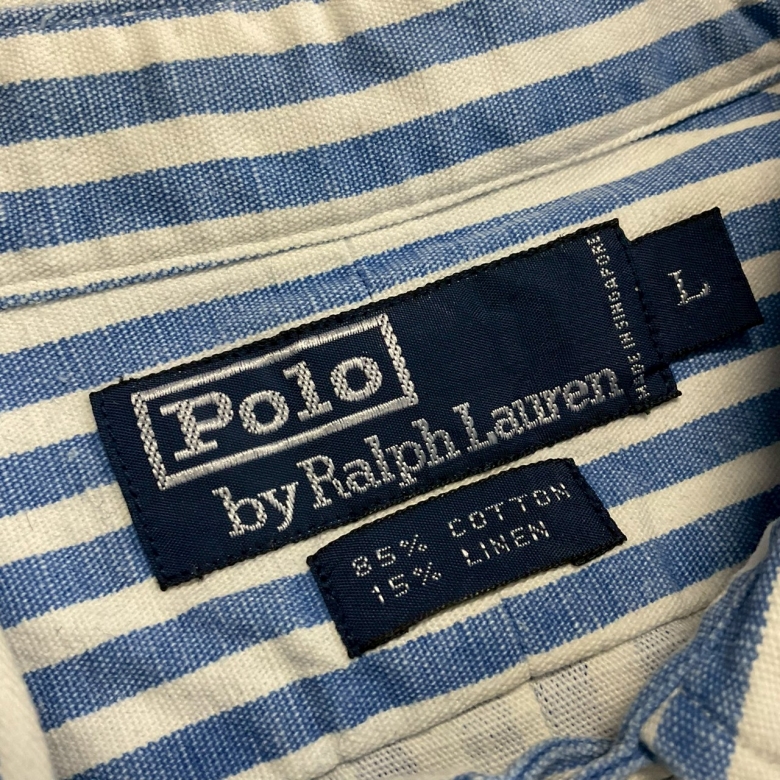 Polo
by Ralph Lauren
MADE IN SINGAPORE
L
85% COTTON
15% LINEN